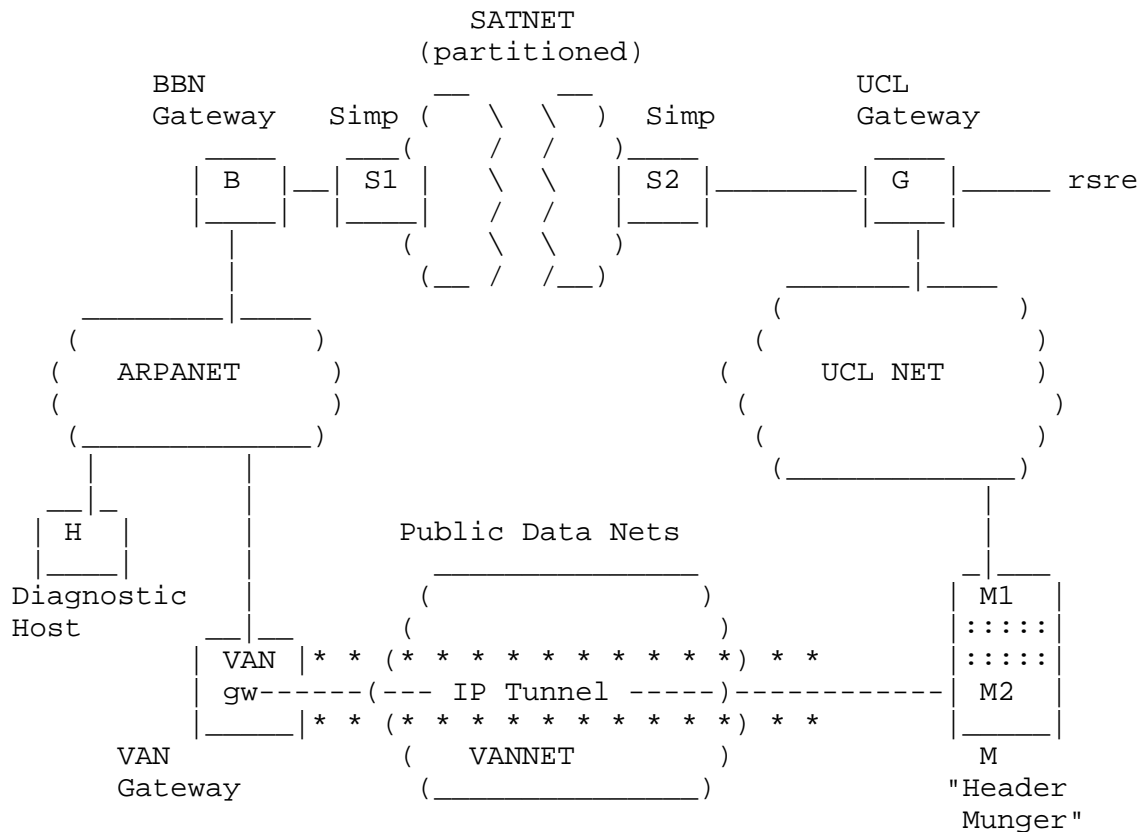 SATNET
(partitioned)
BBN UCL
Gateway Simp Simp Gateway
B S1 S2 G rsre
ARPANET UCL NET
H Public Data Nets
Diagnostic M1
Host
VAN
gw IP Tunnel M2
VAN VANNET M
Gateway "Header
Munger"